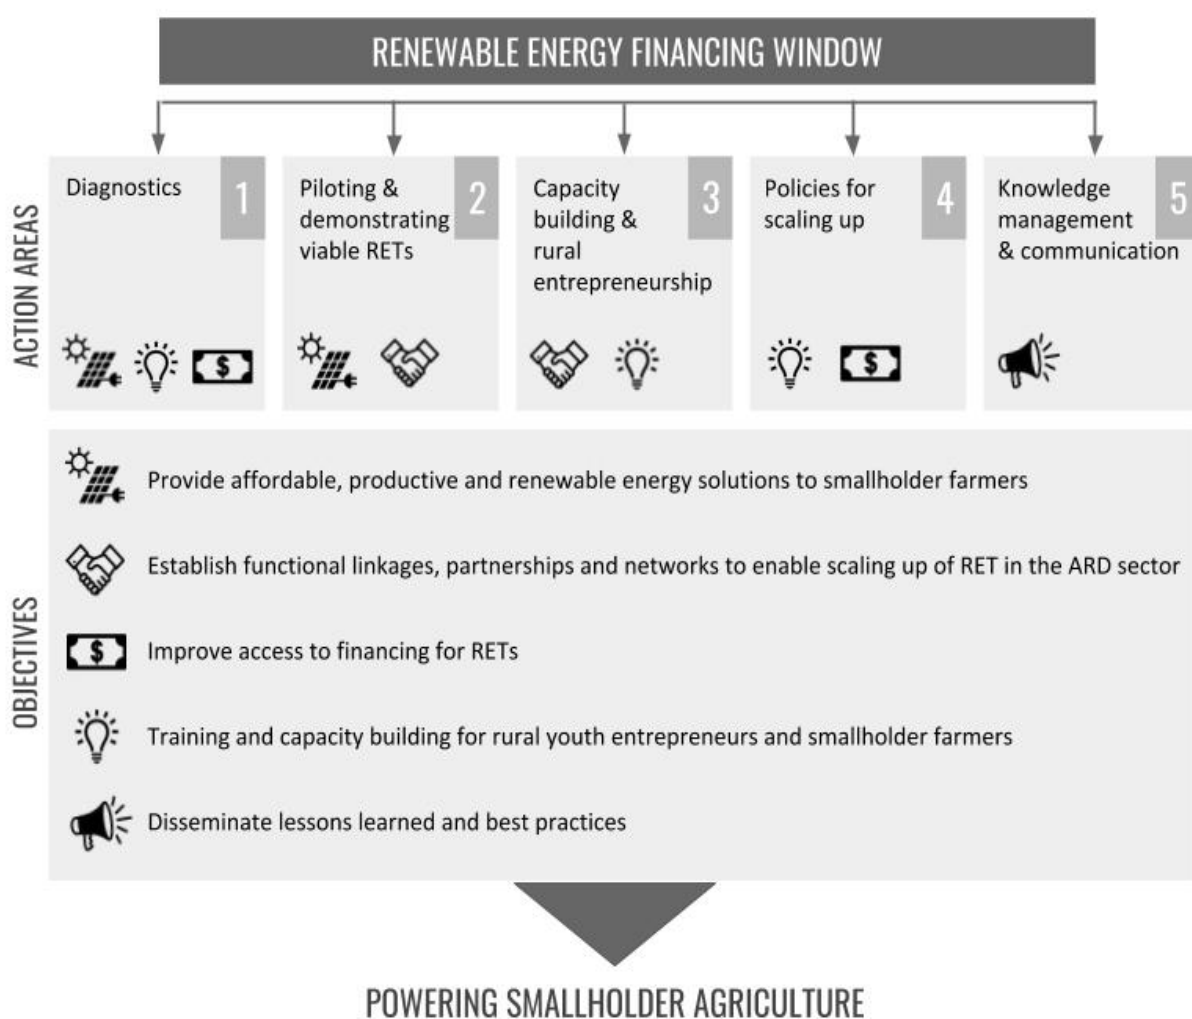 RENEWABLE ENERGY FINANCING WINDOW
ACTION AREAS
Diagnostics
1
Piloting &
demonstrating
viable RETs
2
Capacity
building &
rural
entrepreneurship
3
Policies for
scaling up
4
Knowledge
management
& communication
5
$
$
OBJECTIVES
Provide affordable, productive and renewable energy solutions to smallholder farmers
Establish functional linkages, partnerships and networks to enable scaling up of RET in the ARD sector
$
Improve access to financing for RETs
Training and capacity building for rural youth entrepreneurs and smallholder farmers
Disseminate lessons learned and best practices
POWERING SMALLHOLDER AGRICULTURE